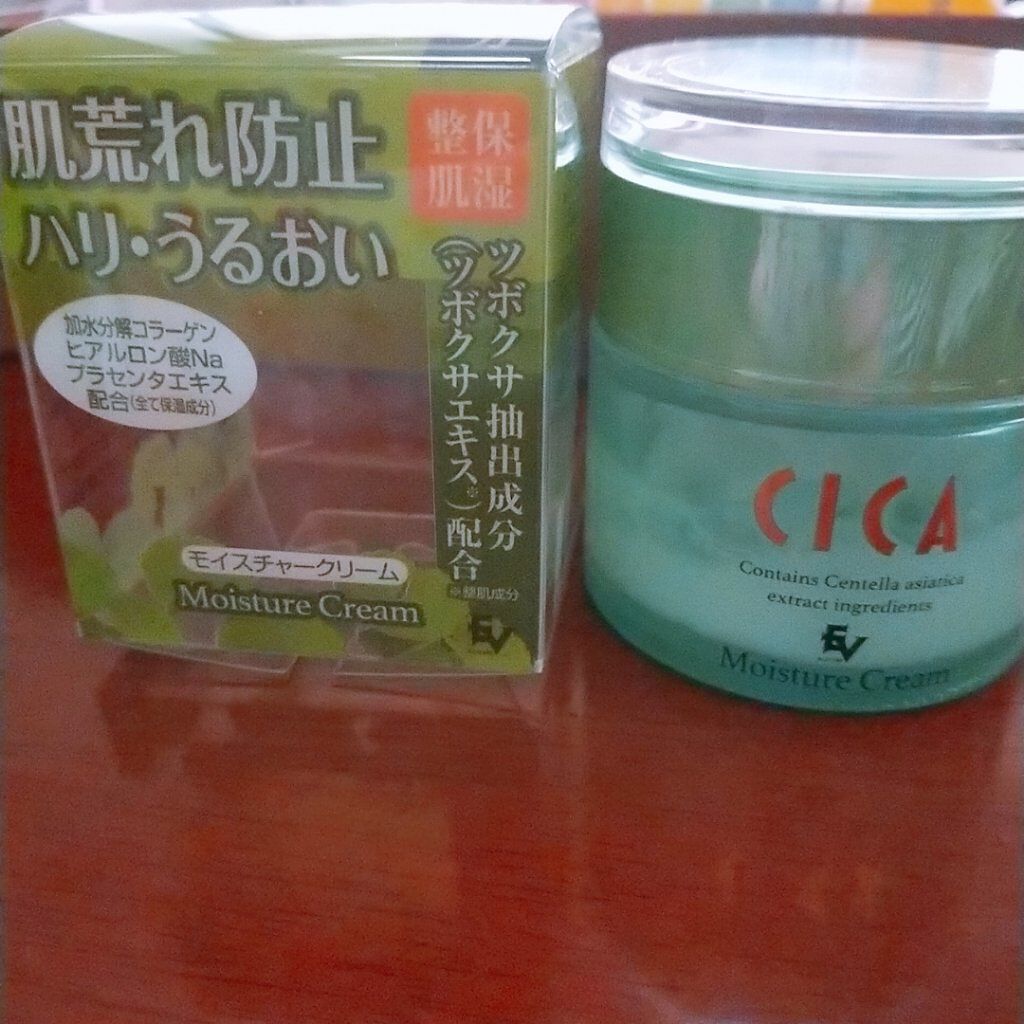 肌荒れ防止
ハリ・うるおい
保湿
整肌
加水分解コラーゲン
ヒアルロン酸Na
プラセンタエキス
配合(全て保湿成分)
ツボクサ抽出成分
(ツボクサエキス※)配合
※整肌成分
モイスチャークリーム
Moisture Cream
EV
CICA
Contains Centella asiatica
extract ingredients
EV
Moisture Cream